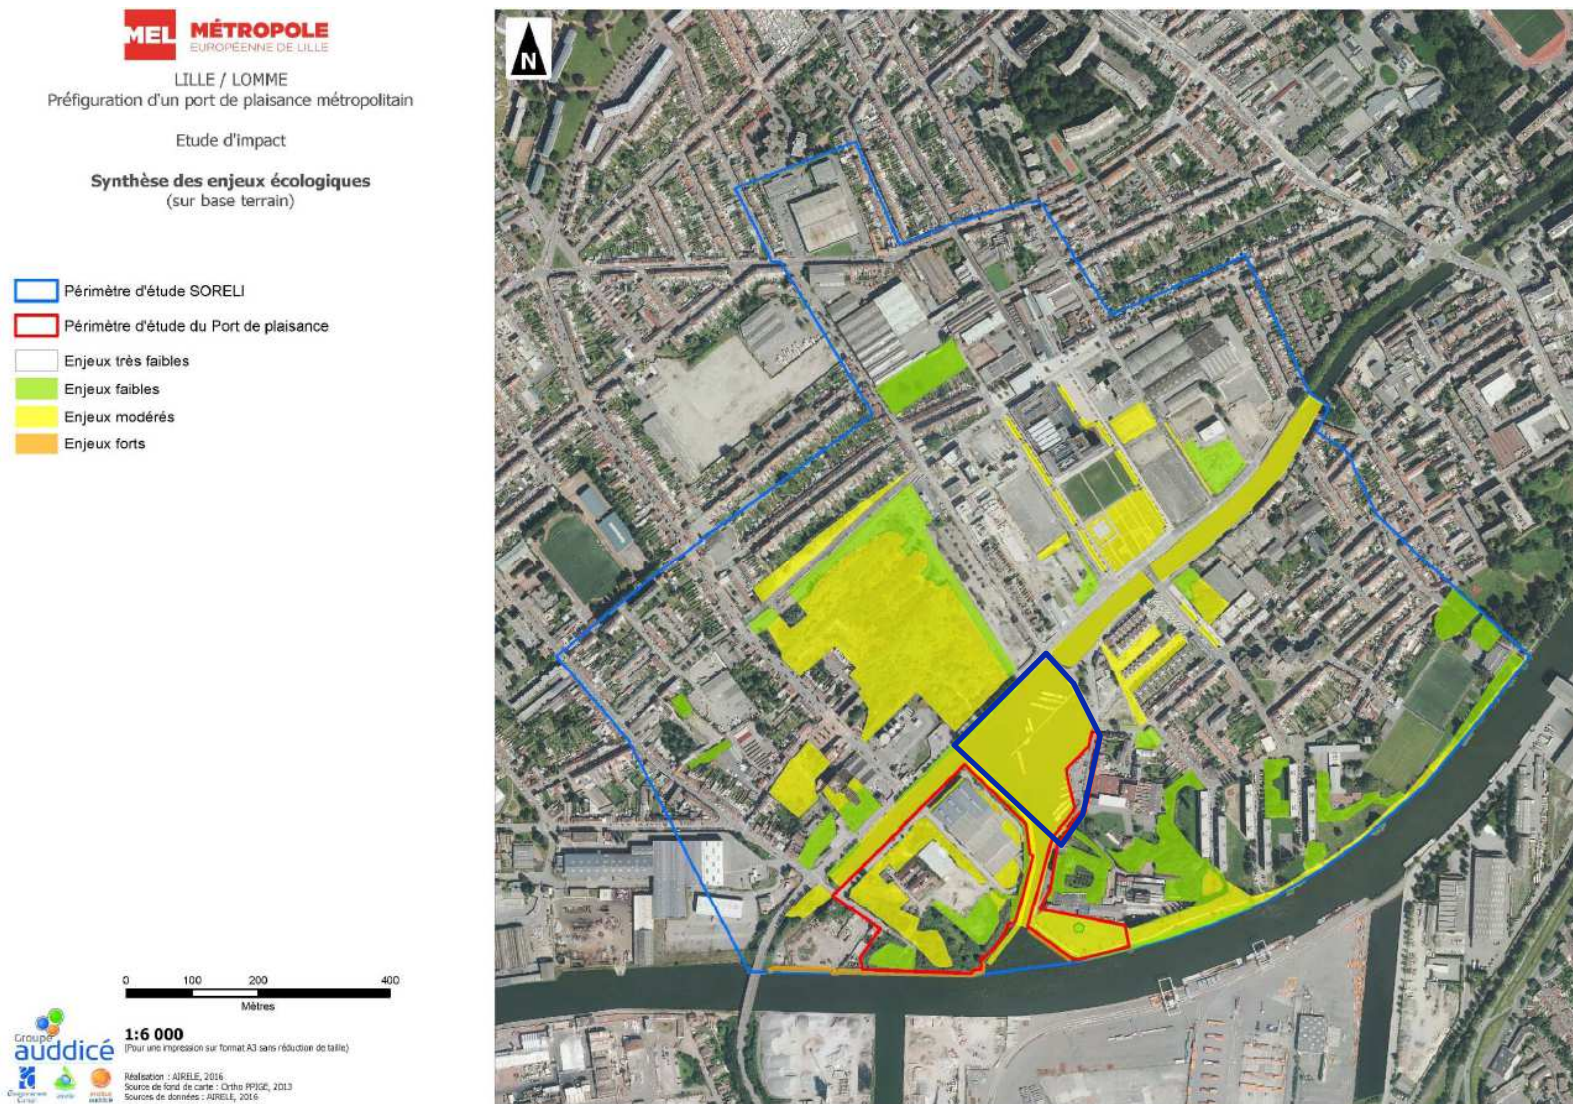 MEL MÉTROPOLE
EUROPÉENNE DE LILLE
LILLE / LOMME
Préfiguration d'un port de plaisance métropolitain
Etude d'impact
Synthèse des enjeux écologiques
(sur base terrain)
Périmètre d'étude SORELI
Périmètre d'étude du Port de plaisance
Enjeux très faibles
Enjeux faibles
Enjeux modérés
Enjeux forts
N
0 100 200 400
Mètres
Groupe
auddicé
1:6 000
(Pour une impression sur format A3 sans réduction de taille)
Réalisation : AIRELE, 2016
Source de fond de carte : Ortho PPIGE, 2013
Sources de données : AIRELE, 2016